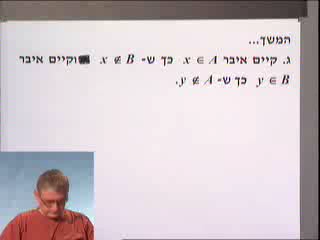 המשך...
ג. קיים איבר x ∈ A כך ש- x ∉ B וקיים איבר
y ∈ B כך ש- y ∉ A.